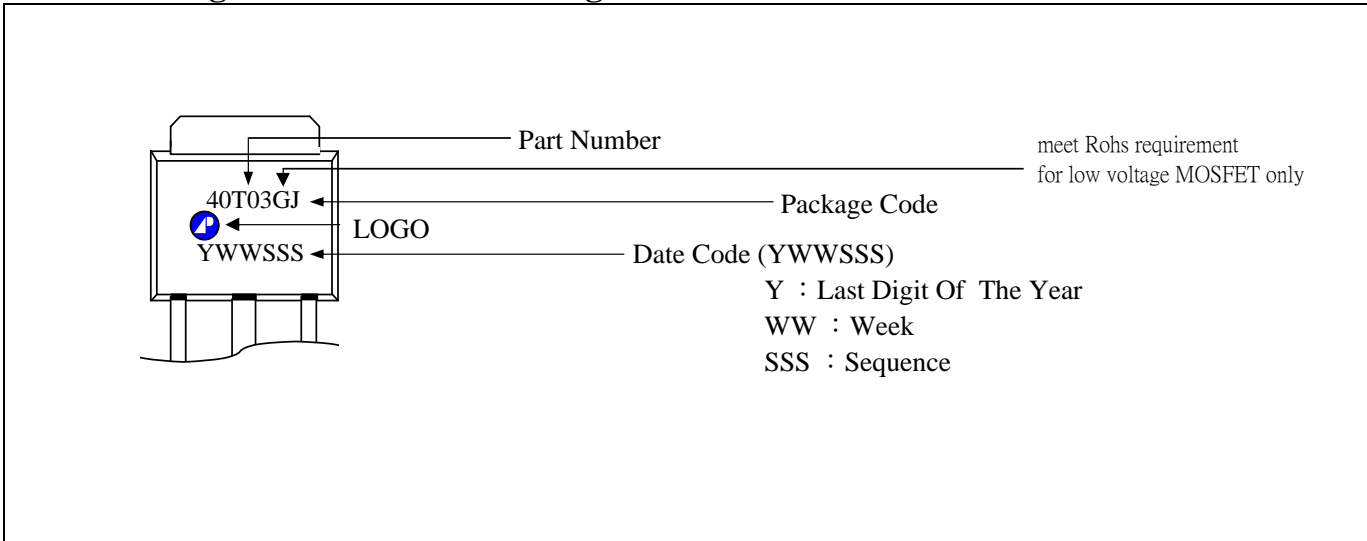 Part Number
meet Rohs requirement
for low voltage MOSFET only
40T03GJ
Package Code
LOGO
YWWSSS
Date Code (YWWSSS)
Y ：Last Digit Of The Year
WW ：Week
SSS ：Sequence